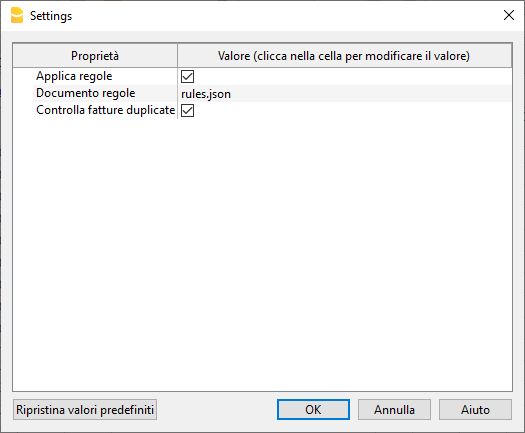 Settings
Proprietà Valore (clicca nella cella per modificare il valore)
Applica regole
Documento regole rules.json
Controlla fatture duplicate
Ripristina valori predefiniti OK Annulla Aiuto